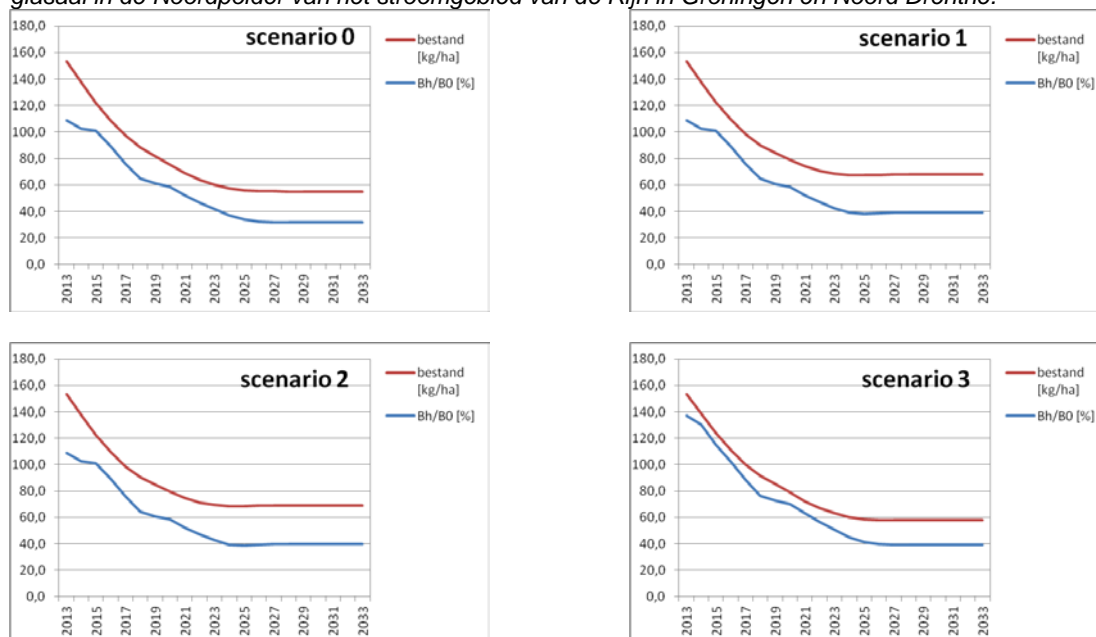 glasaal in de Noordpolder van het stroomgebied van de Rijn in Groningen en Noord Drenthe.
scenario 0
180,0
160,0
140,0
120,0
100,0
80,0
60,0
40,0
20,0
0,0
2013 2015 2017 2019 2021 2023 2025 2027 2029 2031 2033
bestand
[kg/ha]
Bh/B0 [%]
scenario 1
180,0
160,0
140,0
120,0
100,0
80,0
60,0
40,0
20,0
0,0
2013 2015 2017 2019 2021 2023 2025 2027 2029 2031 2033
bestand
[kg/ha]
Bh/B0 [%]
scenario 2
180,0
160,0
140,0
120,0
100,0
80,0
60,0
40,0
20,0
0,0
2013 2015 2017 2019 2021 2023 2025 2027 2029 2031 2033
bestand
[kg/ha]
Bh/B0 [%]
scenario 3
180,0
160,0
140,0
120,0
100,0
80,0
60,0
40,0
20,0
0,0
2013 2015 2017 2019 2021 2023 2025 2027 2029 2031 2033
bestand
[kg/ha]
Bh/B0 [%]